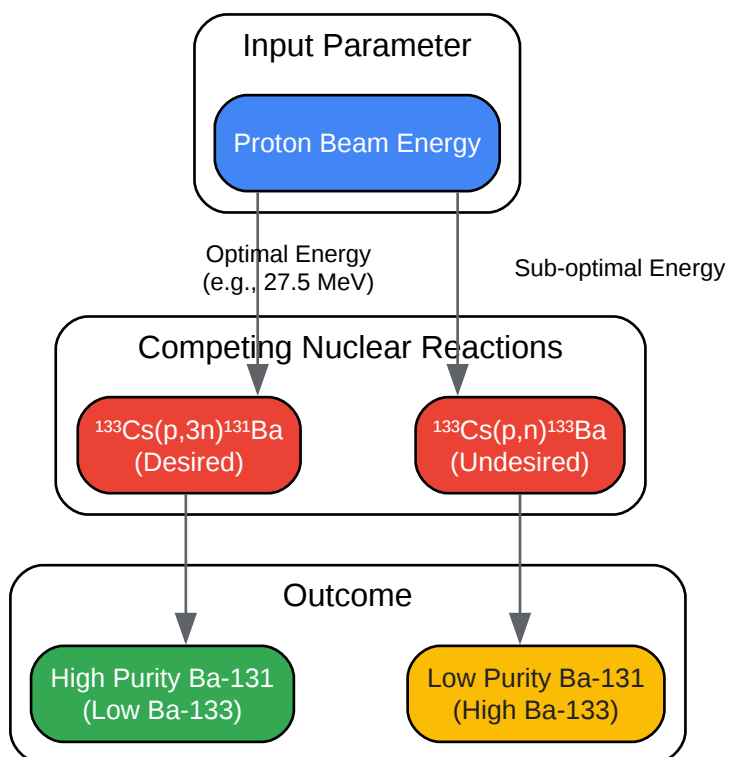 Input Parameter
Proton Beam Energy
Optimal Energy
(e.g., 27.5 MeV)
Sub-optimal Energy
Competing Nuclear Reactions
¹³³Cs(p,3n)¹³¹Ba
(Desired)
¹³³Cs(p,n)¹³³Ba
(Undesired)
Outcome
High Purity Ba-131
(Low Ba-133)
Low Purity Ba-131
(High Ba-133)